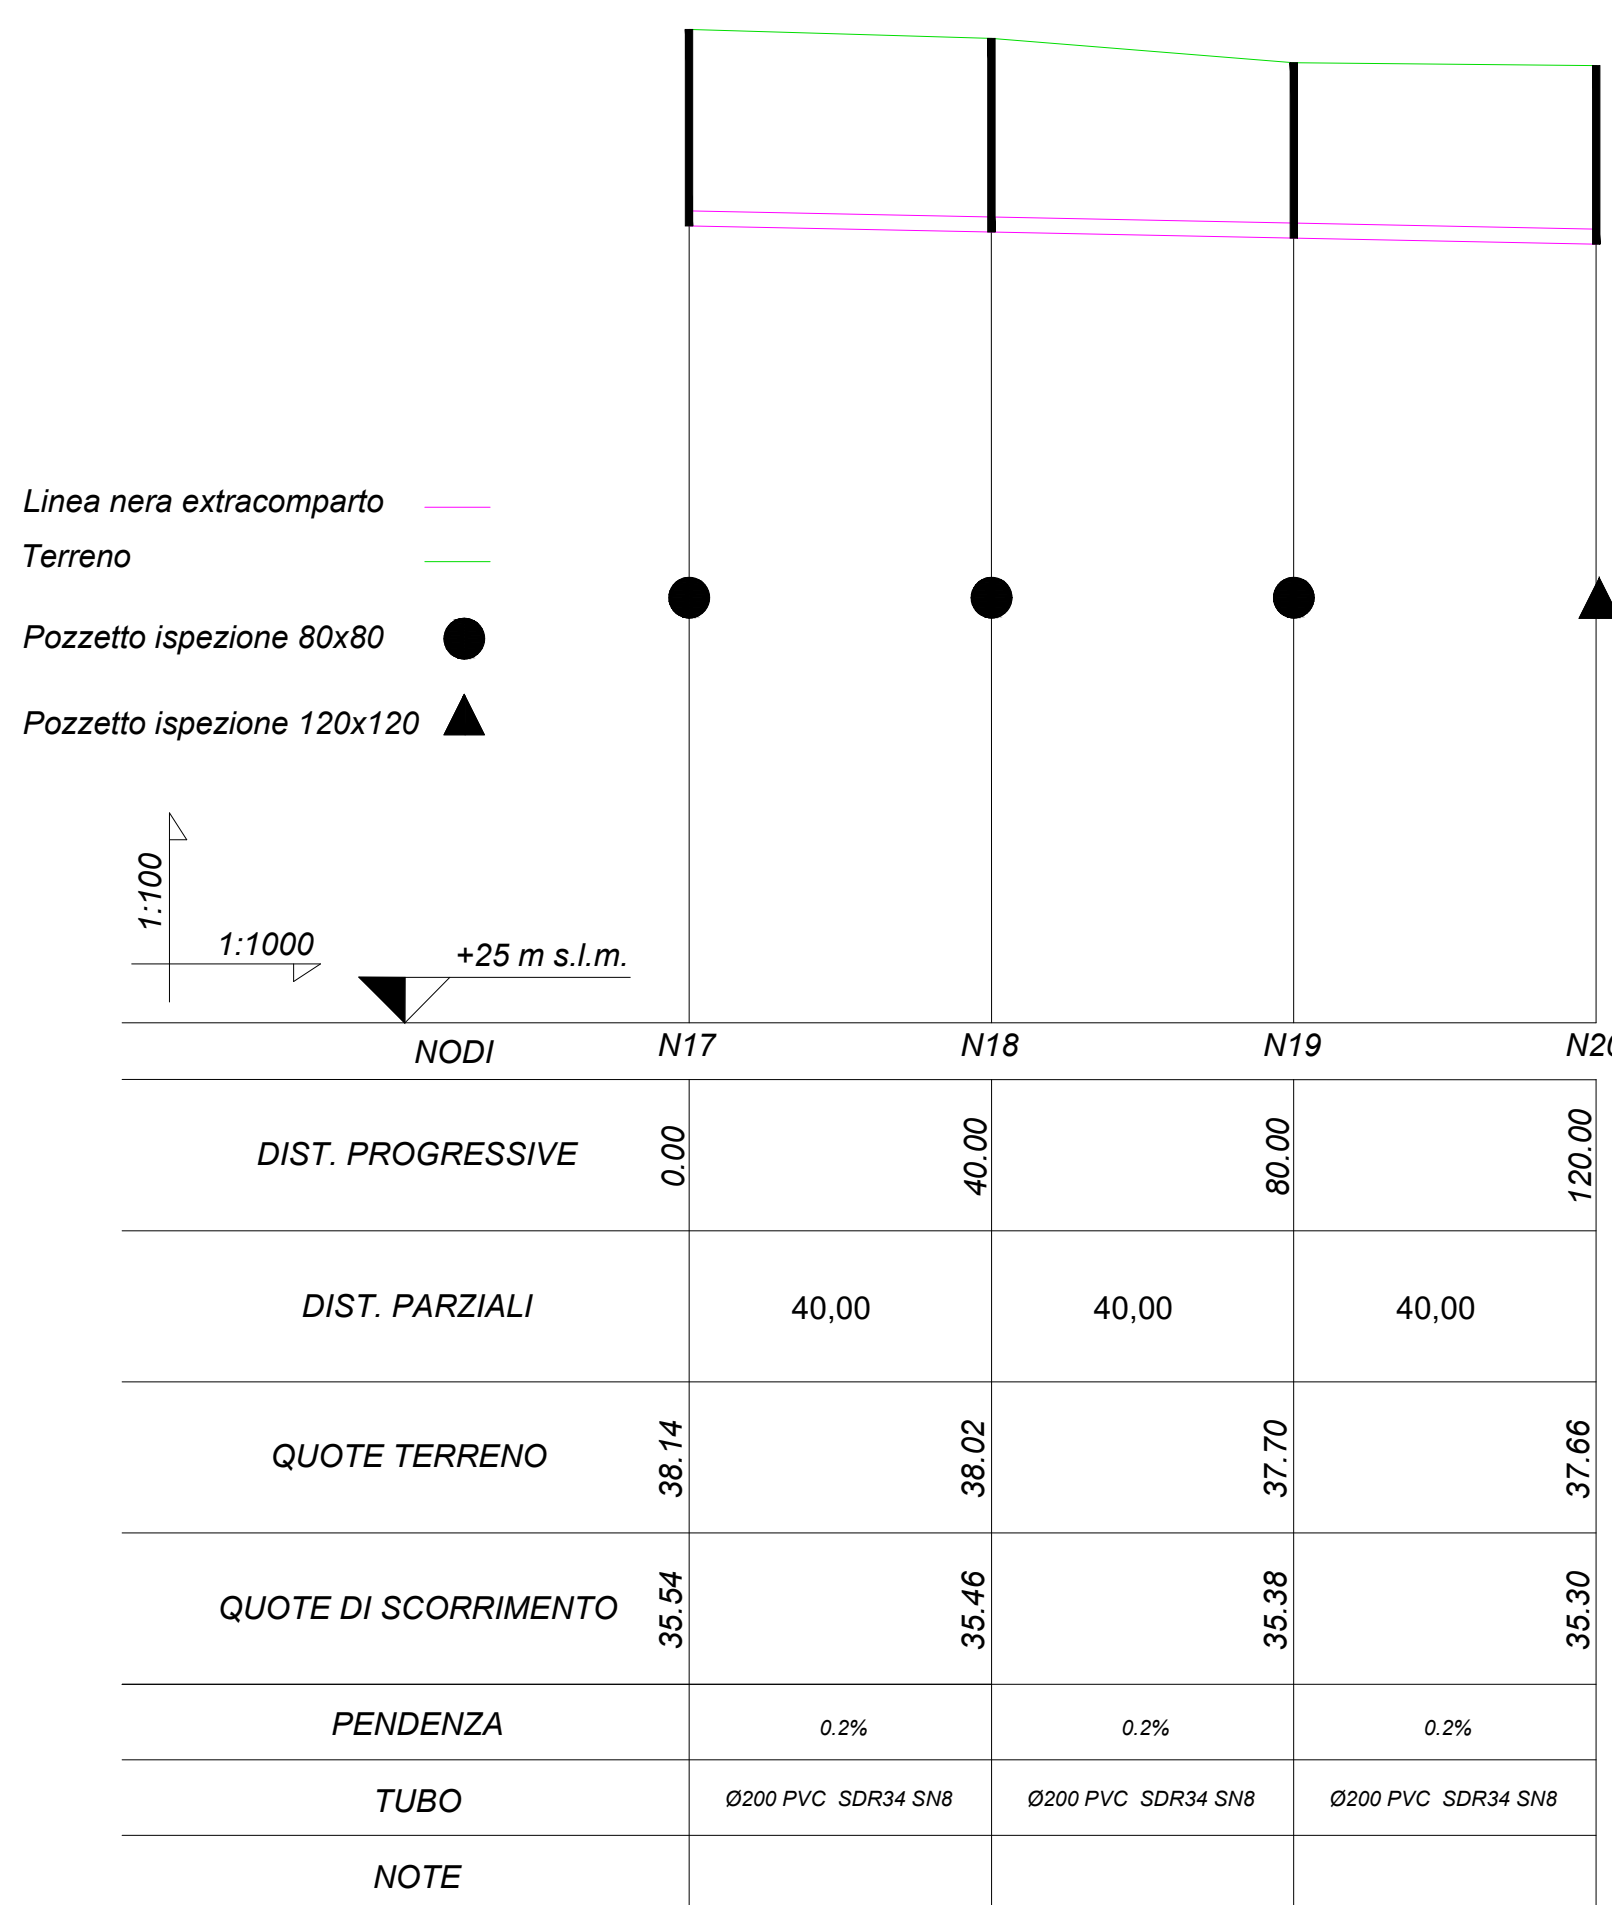 Linea nera extracomparto
Terreno
Pozzetto ispezione 80x80
Pozzetto ispezione 120x120
1:100
1:1000
+25 m s.l.m.
NODI N17 N18 N19 N20
DIST. PROGRESSIVE 0.00 40.00 80.00 120.00
DIST. PARZIALI 40,00 40,00 40,00
QUOTE TERRENO 38.14 38.02 37.70 37.66
QUOTE DI SCORRIMENTO 35.54 35.46 35.38 35.30
PENDENZA 0.2% 0.2% 0.2%
TUBO Ø200 PVC SDR34 SN8 Ø200 PVC SDR34 SN8 Ø200 PVC SDR34 SN8
NOTE